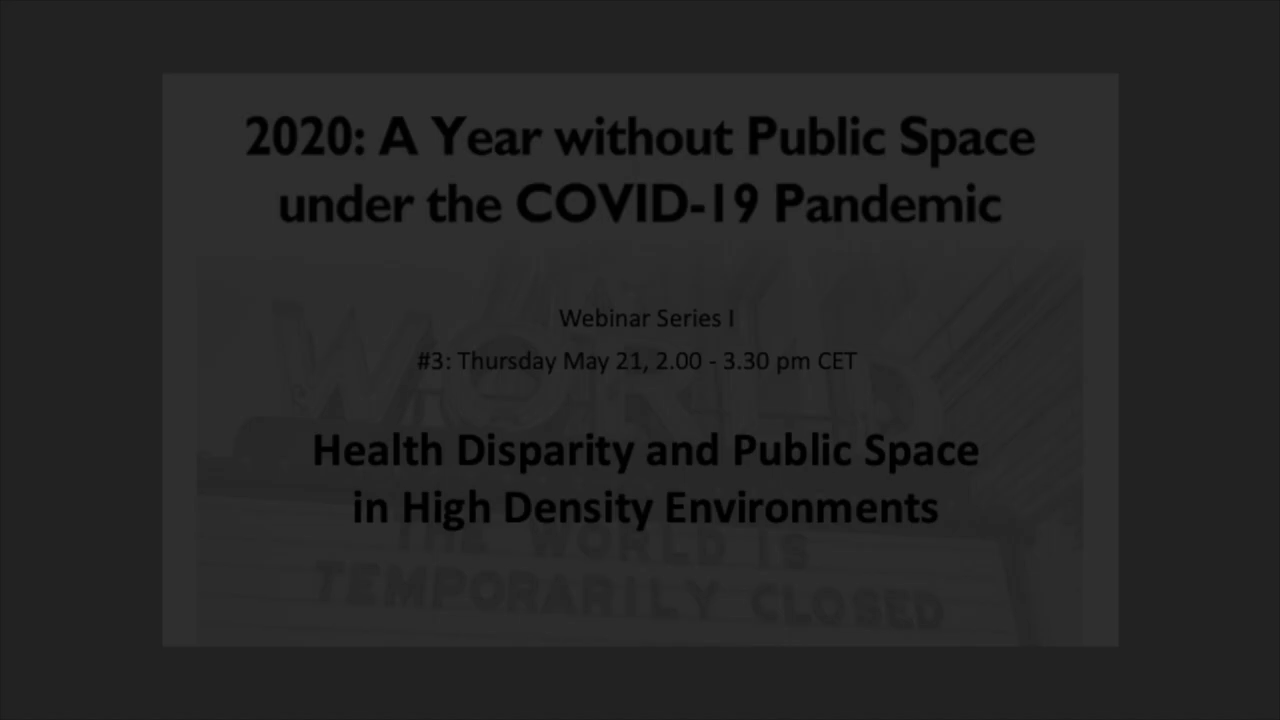 2020: A Year without Public Space
under the COVID-19 Pandemic
Webinar Series I
#3: Thursday May 21, 2.00 - 3.30 pm CET
WORLD
Health Disparity and Public Space
in High Density Environments
THE WORLD IS
TEMPORARILY CLOSED